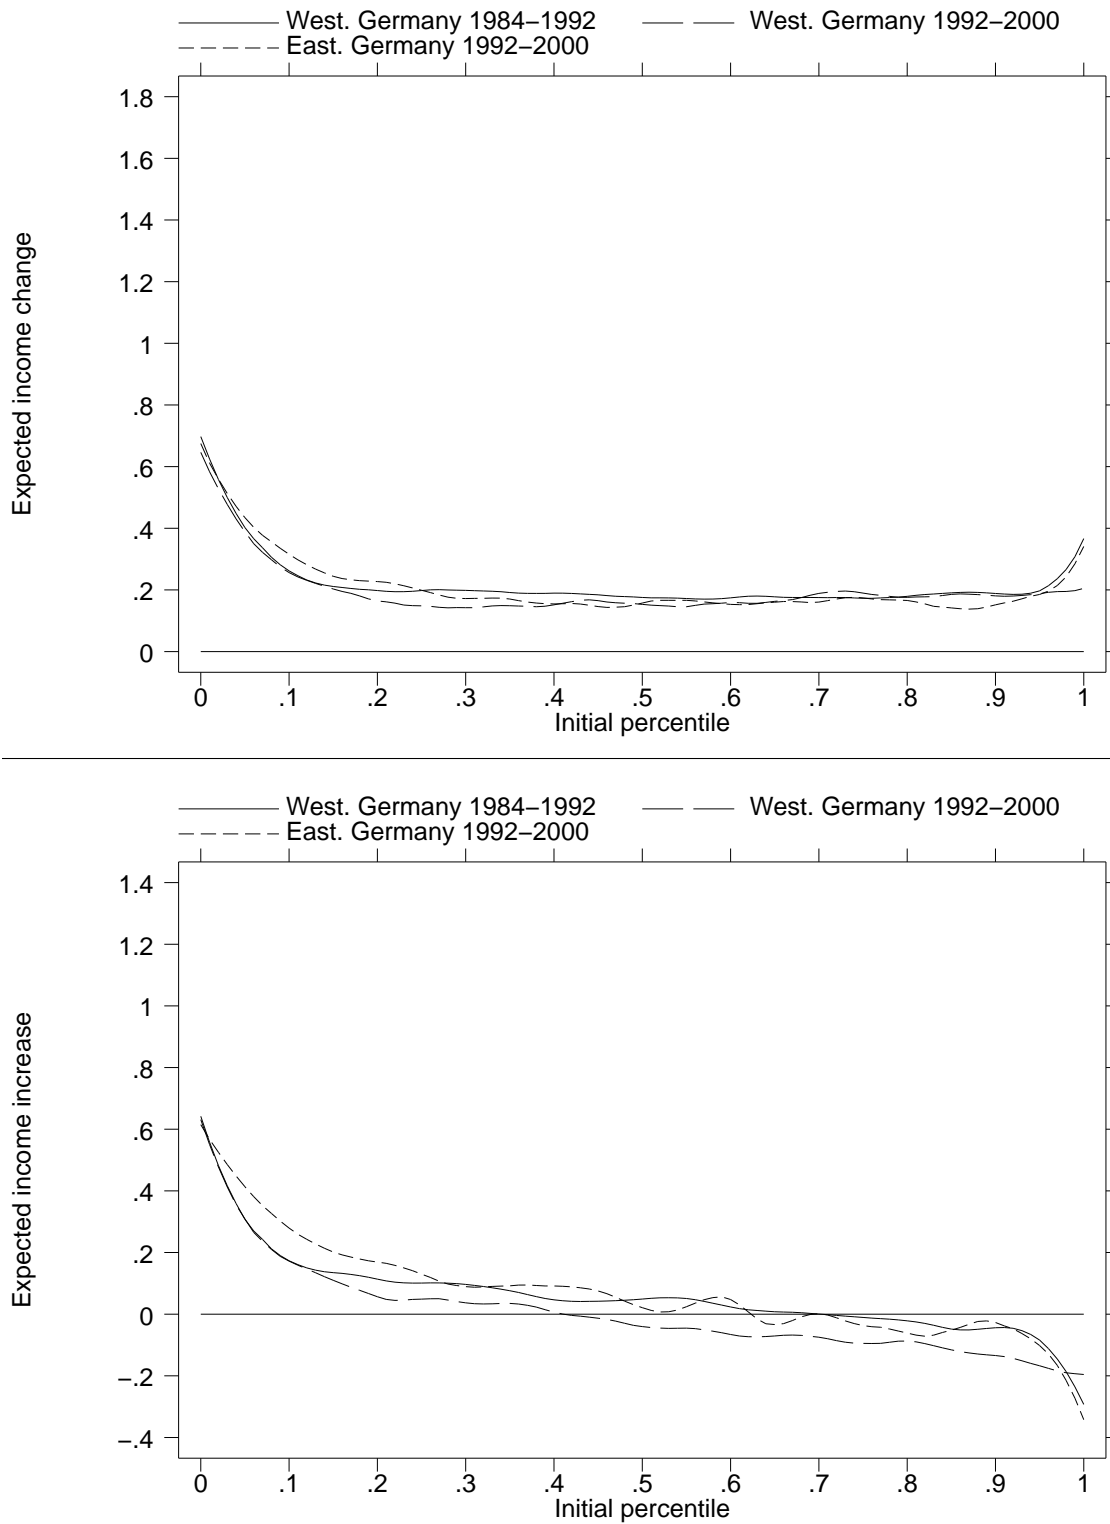 West. Germany 1984−1992
West. Germany 1992−2000
East. Germany 1992−2000
Expected income change
1.8
1.6
1.4
1.2
1
.8
.6
.4
.2
0
0 .1 .2 .3 .4 .5 .6 .7 .8 .9 1
Initial percentile
West. Germany 1984−1992
West. Germany 1992−2000
East. Germany 1992−2000
Expected income increase
1.4
1.2
1
.8
.6
.4
.2
0
−.2
−.4
0 .1 .2 .3 .4 .5 .6 .7 .8 .9 1
Initial percentile